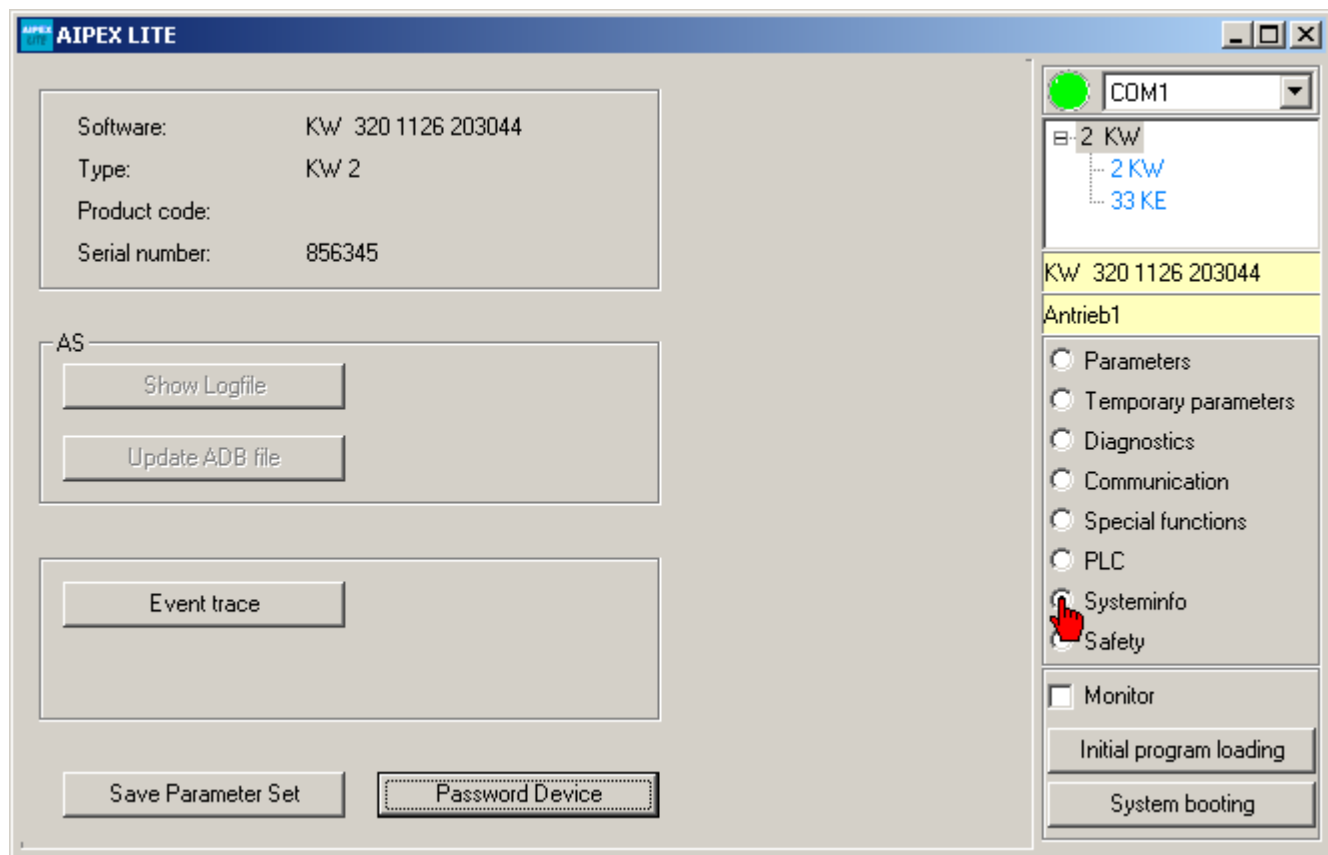 AIPEX LITE AIPEX LITE
Software: KW 320 1126 203044
Type: KW 2
Product code:
Serial number: 856345
AS
Show Logfile
Update ADB file
Event trace
Save Parameter Set
Password Device
COM1
2 KW
2 KW
33 KE
KW 320 1126 203044
Antrieb1
Parameters
Temporary parameters
Diagnostics
Communication
Special functions
PLC
Systeminfo
Safety
Monitor
Initial program loading
System booting